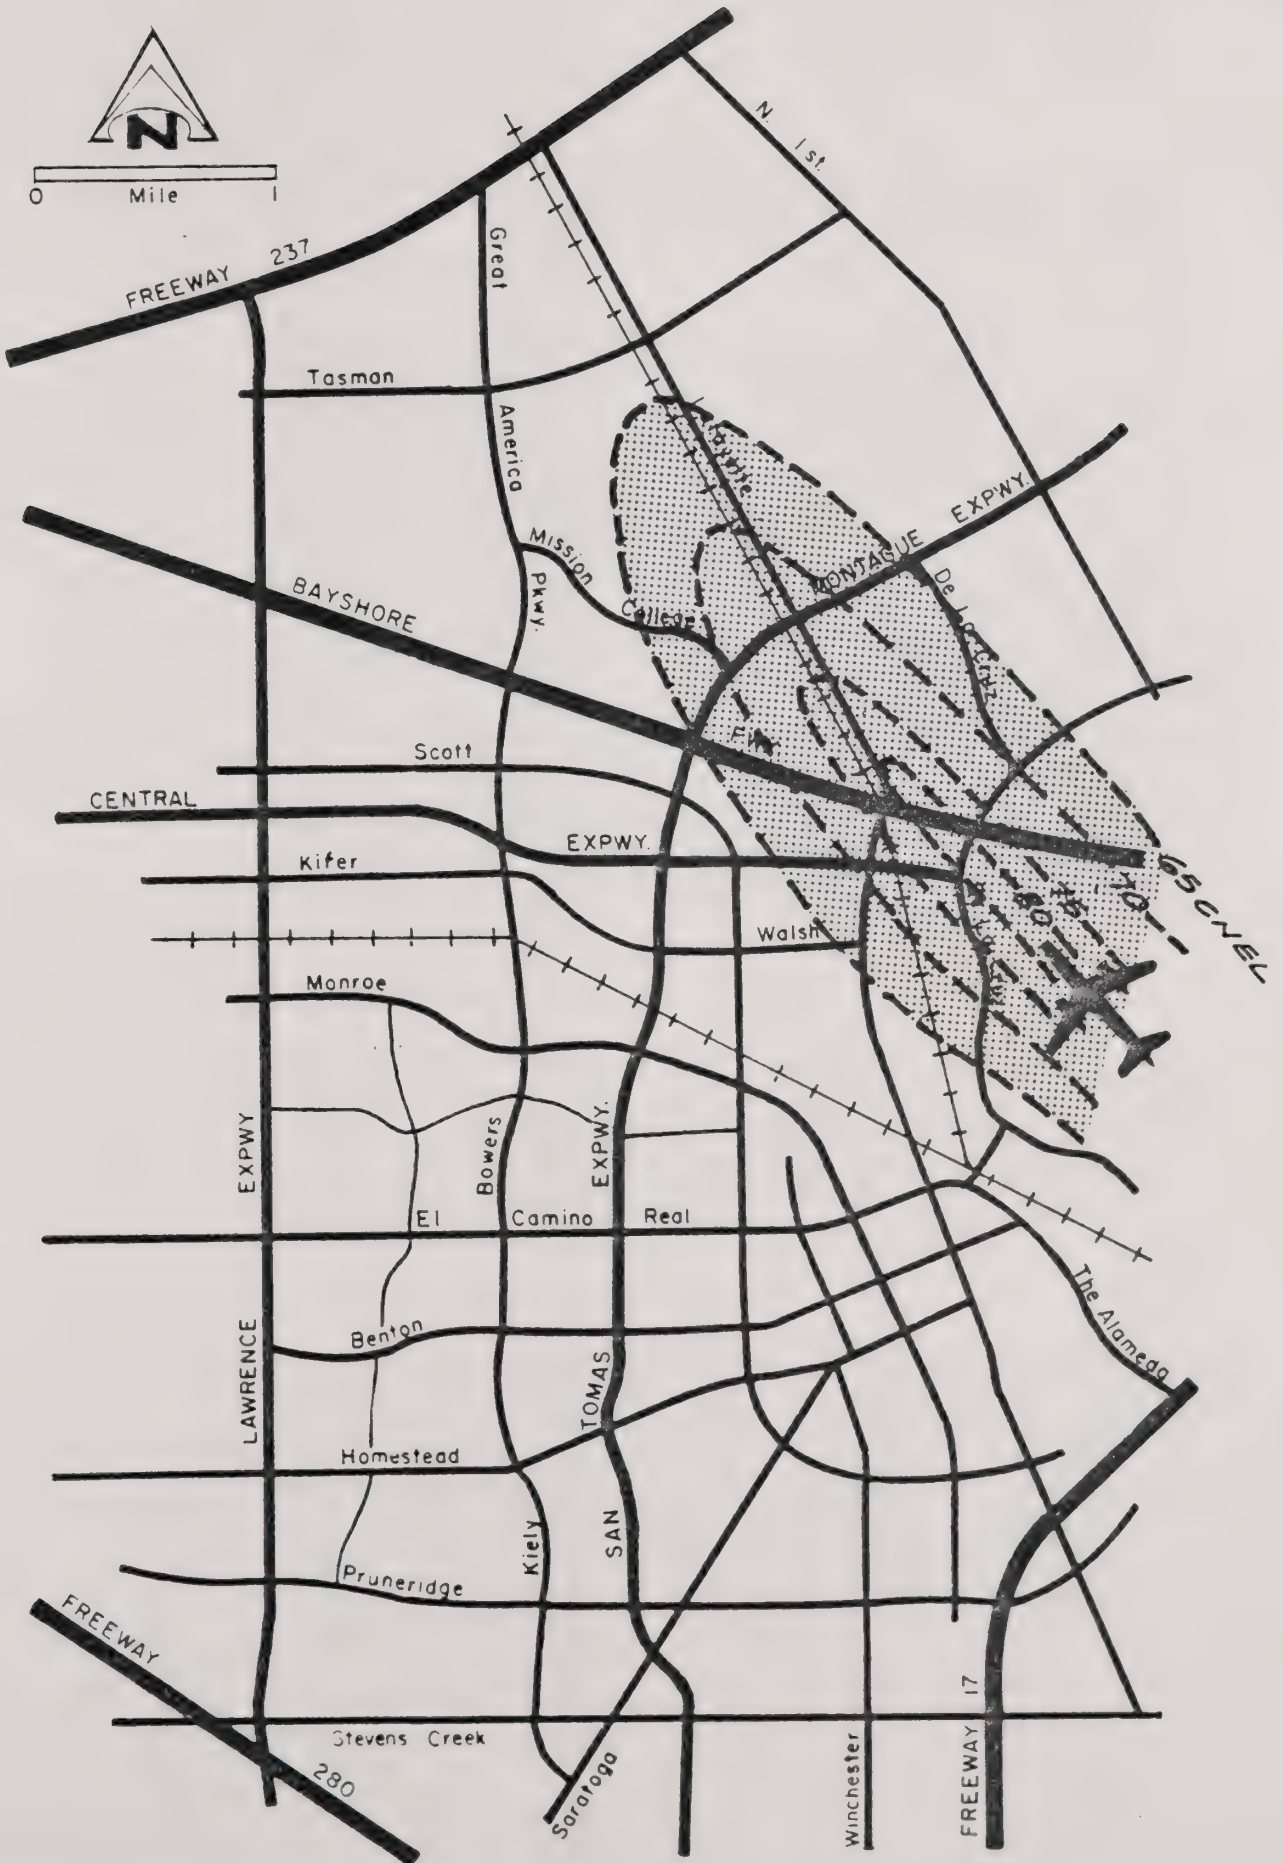 N
0 Mile 1
N. 1st.
FREEWAY 237
Great
America
Pkwy.
Tasman
Lafayette
MONTAGUE EXPWY.
Mission
College
De La Cruz
BAYSHORE
FWY
Scott
CENTRAL
EXPWY.
Kifer
Walsh
65 CNEL
70
75
80
Monroe
Bowers
EXPWY.
EXPWY
El Camino Real
The Alameda
Benton
LAWRENCE
TOMAS
Homestead
SAN
Kiely
Pruneridge
FREEWAY
280
Stevens Creek
Saratoga
Winchester
FREEWAY 17